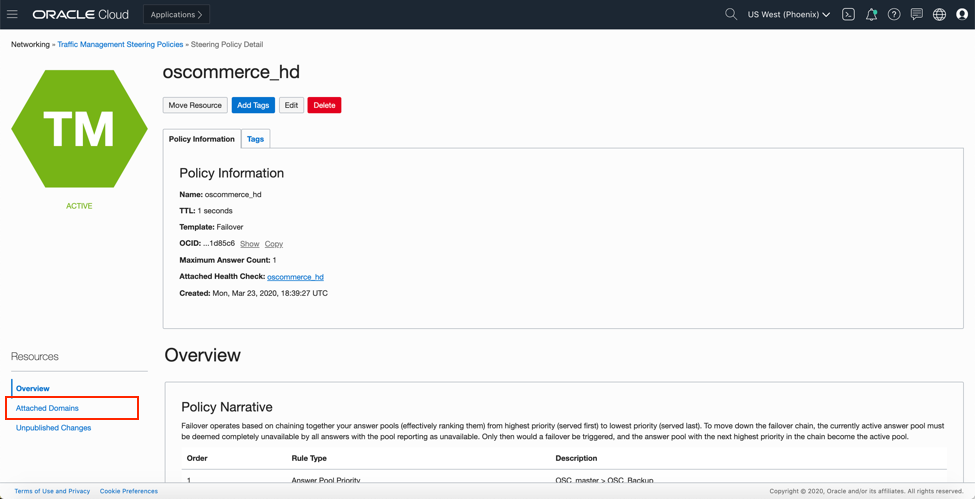 ORACLE Cloud
Applications
US West (Phoenix)
Networking » Traffic Management Steering Policies » Steering Policy Detail
TM
ACTIVE
oscommerce_hd
Move Resource Add Tags Edit Delete
Policy Information Tags
Policy Information
Name: oscommerce_hd
TTL: 1 seconds
Template: Failover
OCID: ...1d85c6 Show Copy
Maximum Answer Count: 1
Attached Health Check: oscommerce_hd
Created: Mon, Mar 23, 2020, 18:39:27 UTC
Resources
Overview
Attached Domains
Unpublished Changes
Overview
Policy Narrative
Failover operates based on chaining together your answer pools (effectively ranking them) from highest priority (served first) to lowest priority (served last). To move down the failover chain, the currently active answer pool must
be deemed completely unavailable by all answers with the pool reporting as unavailable. Only then would a failover be triggered, and the answer pool with the next highest priority in the chain become the active pool.
Order Rule Type Description
1 Answer Pool Priority OSC_master > OSC_Backup
Terms of Use and Privacy Cookie Preferences
Copyright © 2020, Oracle and/or its affiliates. All rights reserved.